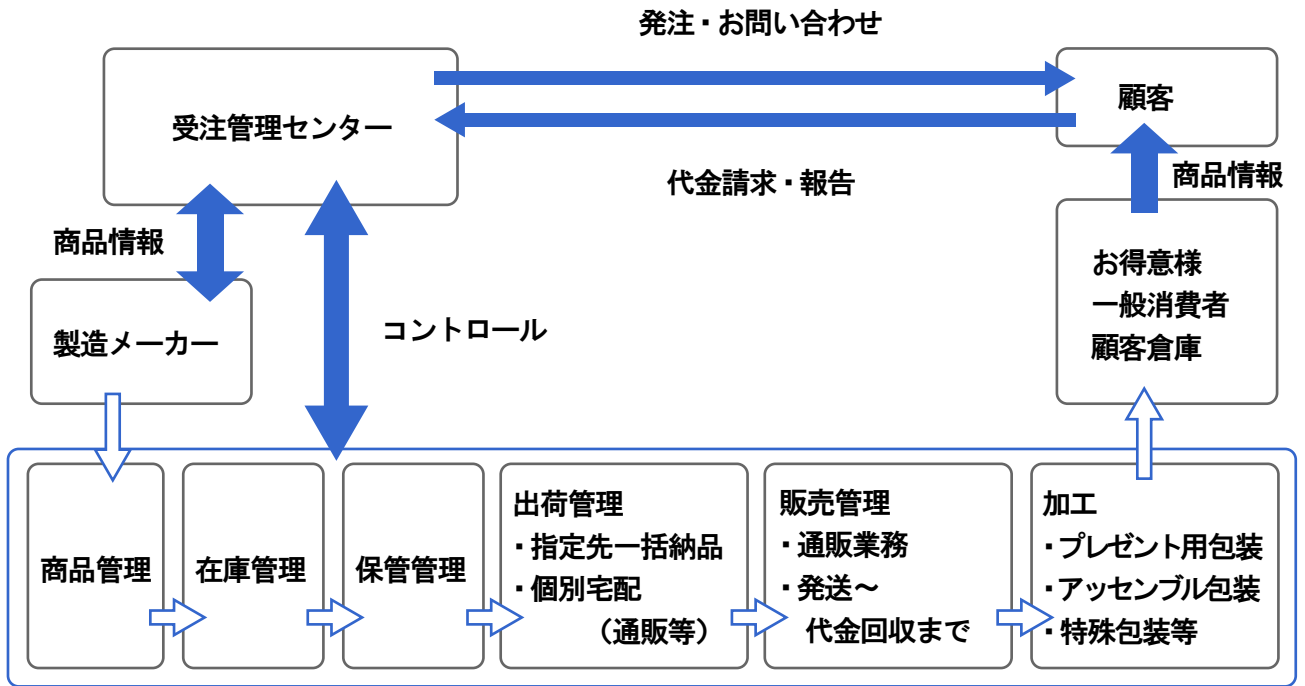 発注・お問い合わせ
受注管理センター
顧客
代金請求・報告
商品情報
商品情報
製造メーカー
コントロール
お得意様
一般消費者
顧客倉庫
商品管理
在庫管理
保管管理
出荷管理
・指定先一括納品
・個別宅配
（通販等）
販売管理
・通販業務
・発送～
代金回収まで
加工
・プレゼント用包装
・アッセンブル包装
・特殊包装等